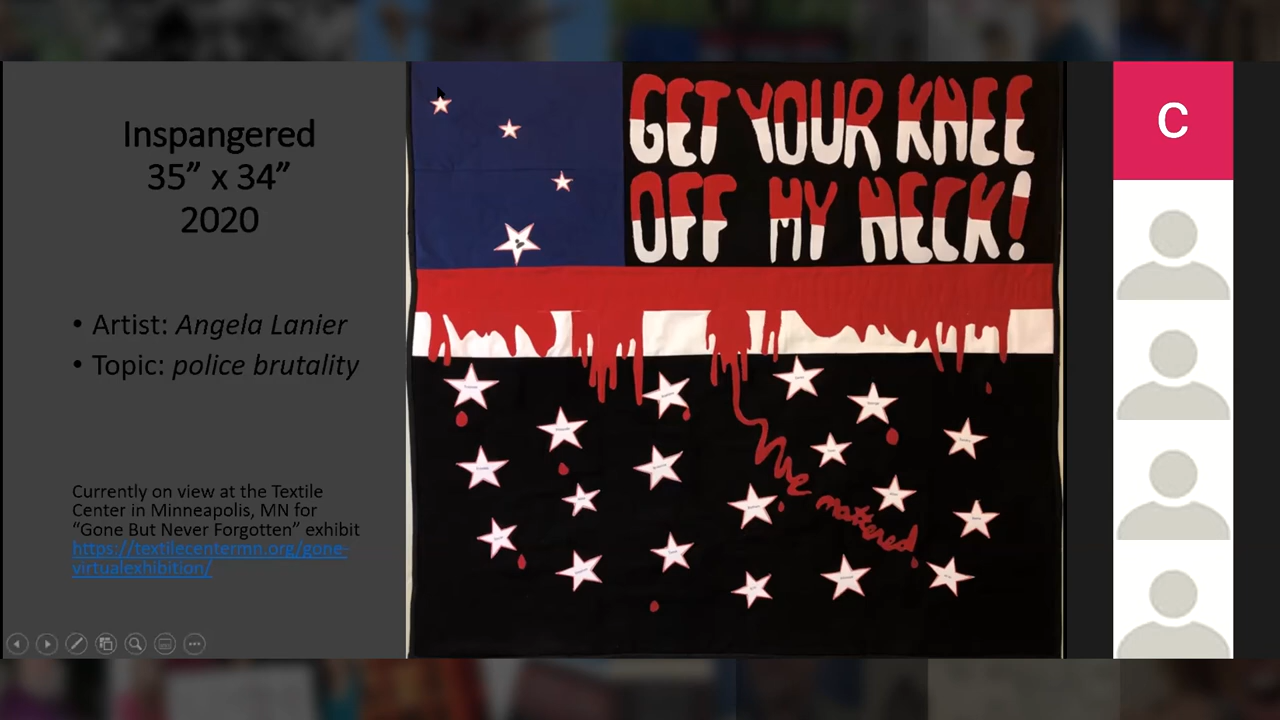 Inspangered
35” x 34”
2020
• Artist: Angela Lanier
• Topic: police brutality
Currently on view at the Textile
Center in Minneapolis, MN for
“Gone But Never Forgotten” exhibit
https://textilecentermn.org/gone-
virtualexhibition/
GET YOUR KNEE
OFF MY NECK!
We mattered
C